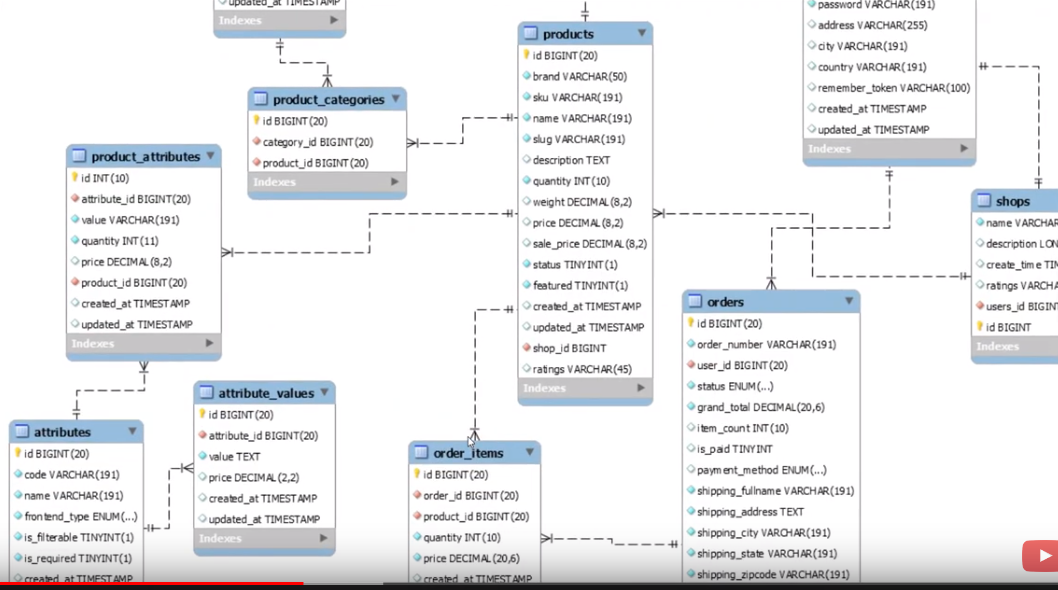 updated_at TIMESTAMP
Indexes
product_categories
id BIGINT(20)
category_id BIGINT(20)
product_id BIGINT(20)
Indexes
product_attributes
id INT(10)
attribute_id BIGINT(20)
value VARCHAR(191)
quantity INT(11)
price DECIMAL(8,2)
product_id BIGINT(20)
created_at TIMESTAMP
updated_at TIMESTAMP
Indexes
attributes
id BIGINT(20)
code VARCHAR(191)
name VARCHAR(191)
frontend_type ENUM(...)
is_filterable TINYINT(1)
is_required TINYINT(1)
created_at TIMESTAMP
attribute_values
id BIGINT(20)
attribute_id BIGINT(20)
value TEXT
price DECIMAL(2,2)
created_at TIMESTAMP
updated_at TIMESTAMP
Indexes
products
id BIGINT(20)
brand VARCHAR(50)
sku VARCHAR(191)
name VARCHAR(191)
slug VARCHAR(191)
description TEXT
quantity INT(10)
weight DECIMAL(8,2)
price DECIMAL(8,2)
sale_price DECIMAL(8,2)
status TINYINT(1)
featured TINYINT(1)
created_at TIMESTAMP
updated_at TIMESTAMP
shop_id BIGINT
ratings VARCHAR(45)
Indexes
order_items
id BIGINT(20)
order_id BIGINT(20)
product_id BIGINT(20)
quantity INT(10)
price DECIMAL(20,6)
created_at TIMESTAMP
password VARCHAR(191)
address VARCHAR(255)
city VARCHAR(191)
country VARCHAR(191)
remember_token VARCHAR(100)
created_at TIMESTAMP
updated_at TIMESTAMP
Indexes
orders
id BIGINT(20)
order_number VARCHAR(191)
user_id BIGINT(20)
status ENUM(...)
grand_total DECIMAL(20,6)
item_count INT(10)
is_paid TINYINT
payment_method ENUM(...)
shipping_fullname VARCHAR(191)
shipping_address TEXT
shipping_city VARCHAR(191)
shipping_state VARCHAR(191)
shipping_zipcode VARCHAR(191)
shops
name VARCHAR
description LON
create_time TIM
ratings VARCHA
users_id BIGIN
id BIGINT
Indexes